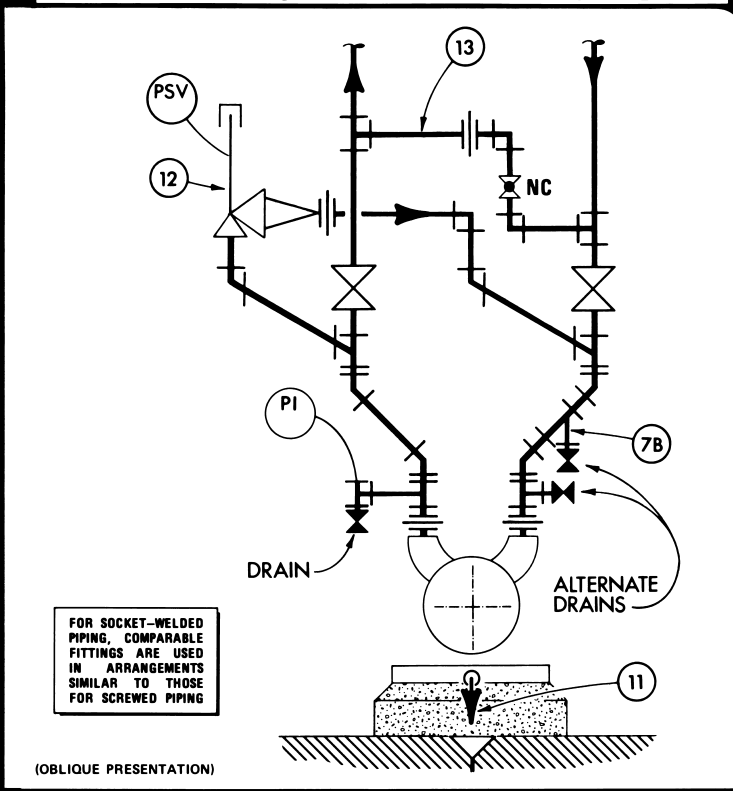 13
PSV
12
NC
PI
7B
DRAIN
ALTERNATE
DRAINS
FOR SOCKET–WELDED
PIPING, COMPARABLE
FITTINGS ARE USED
IN ARRANGEMENTS
SIMILAR TO THOSE
FOR SCREWED PIPING
11
(OBLIQUE PRESENTATION)